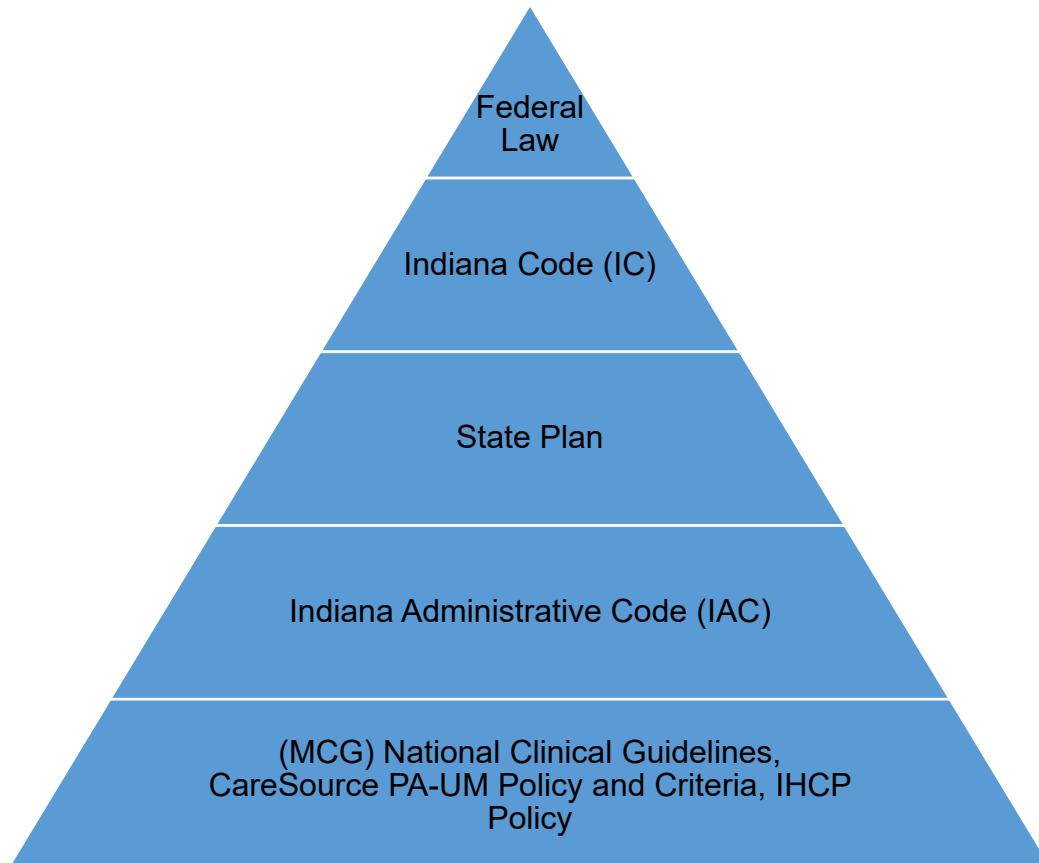 Federal
Law
Indiana Code (IC)
State Plan
Indiana Administrative Code (IAC)
(MCG) National Clinical Guidelines,
CareSource PA-UM Policy and Criteria, IHCP
Policy